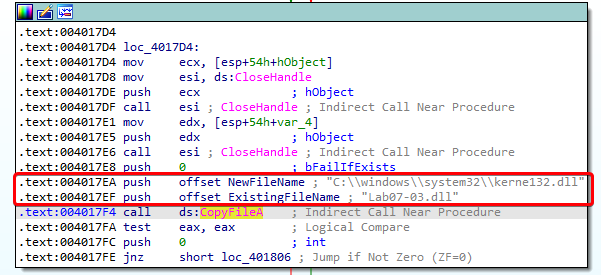 .text:004017D4
.text:004017D4 loc_4017D4:
.text:004017D4 mov ecx, [esp+54h+hObject]
.text:004017D8 mov esi, ds:CloseHandle
.text:004017DE push ecx ; hObject
.text:004017DF call esi ; CloseHandle ; Indirect Call Near Procedure
.text:004017E1 mov edx, [esp+54h+var_4]
.text:004017E5 push edx ; hObject
.text:004017E6 call esi ; CloseHandle ; Indirect Call Near Procedure
.text:004017E8 push 0 ; bFailIfExists
.text:004017EA push offset NewFileName ; "C:\\windows\\system32\\kerne132.dll"
.text:004017EF push offset ExistingFileName ; "Lab07-03.dll"
.text:004017F4 call ds:CopyFileA ; Indirect Call Near Procedure
.text:004017FA test eax, eax ; Logical Compare
.text:004017FC push 0 ; int
.text:004017FE jnz short loc_401806 ; Jump if Not Zero (ZF=0)